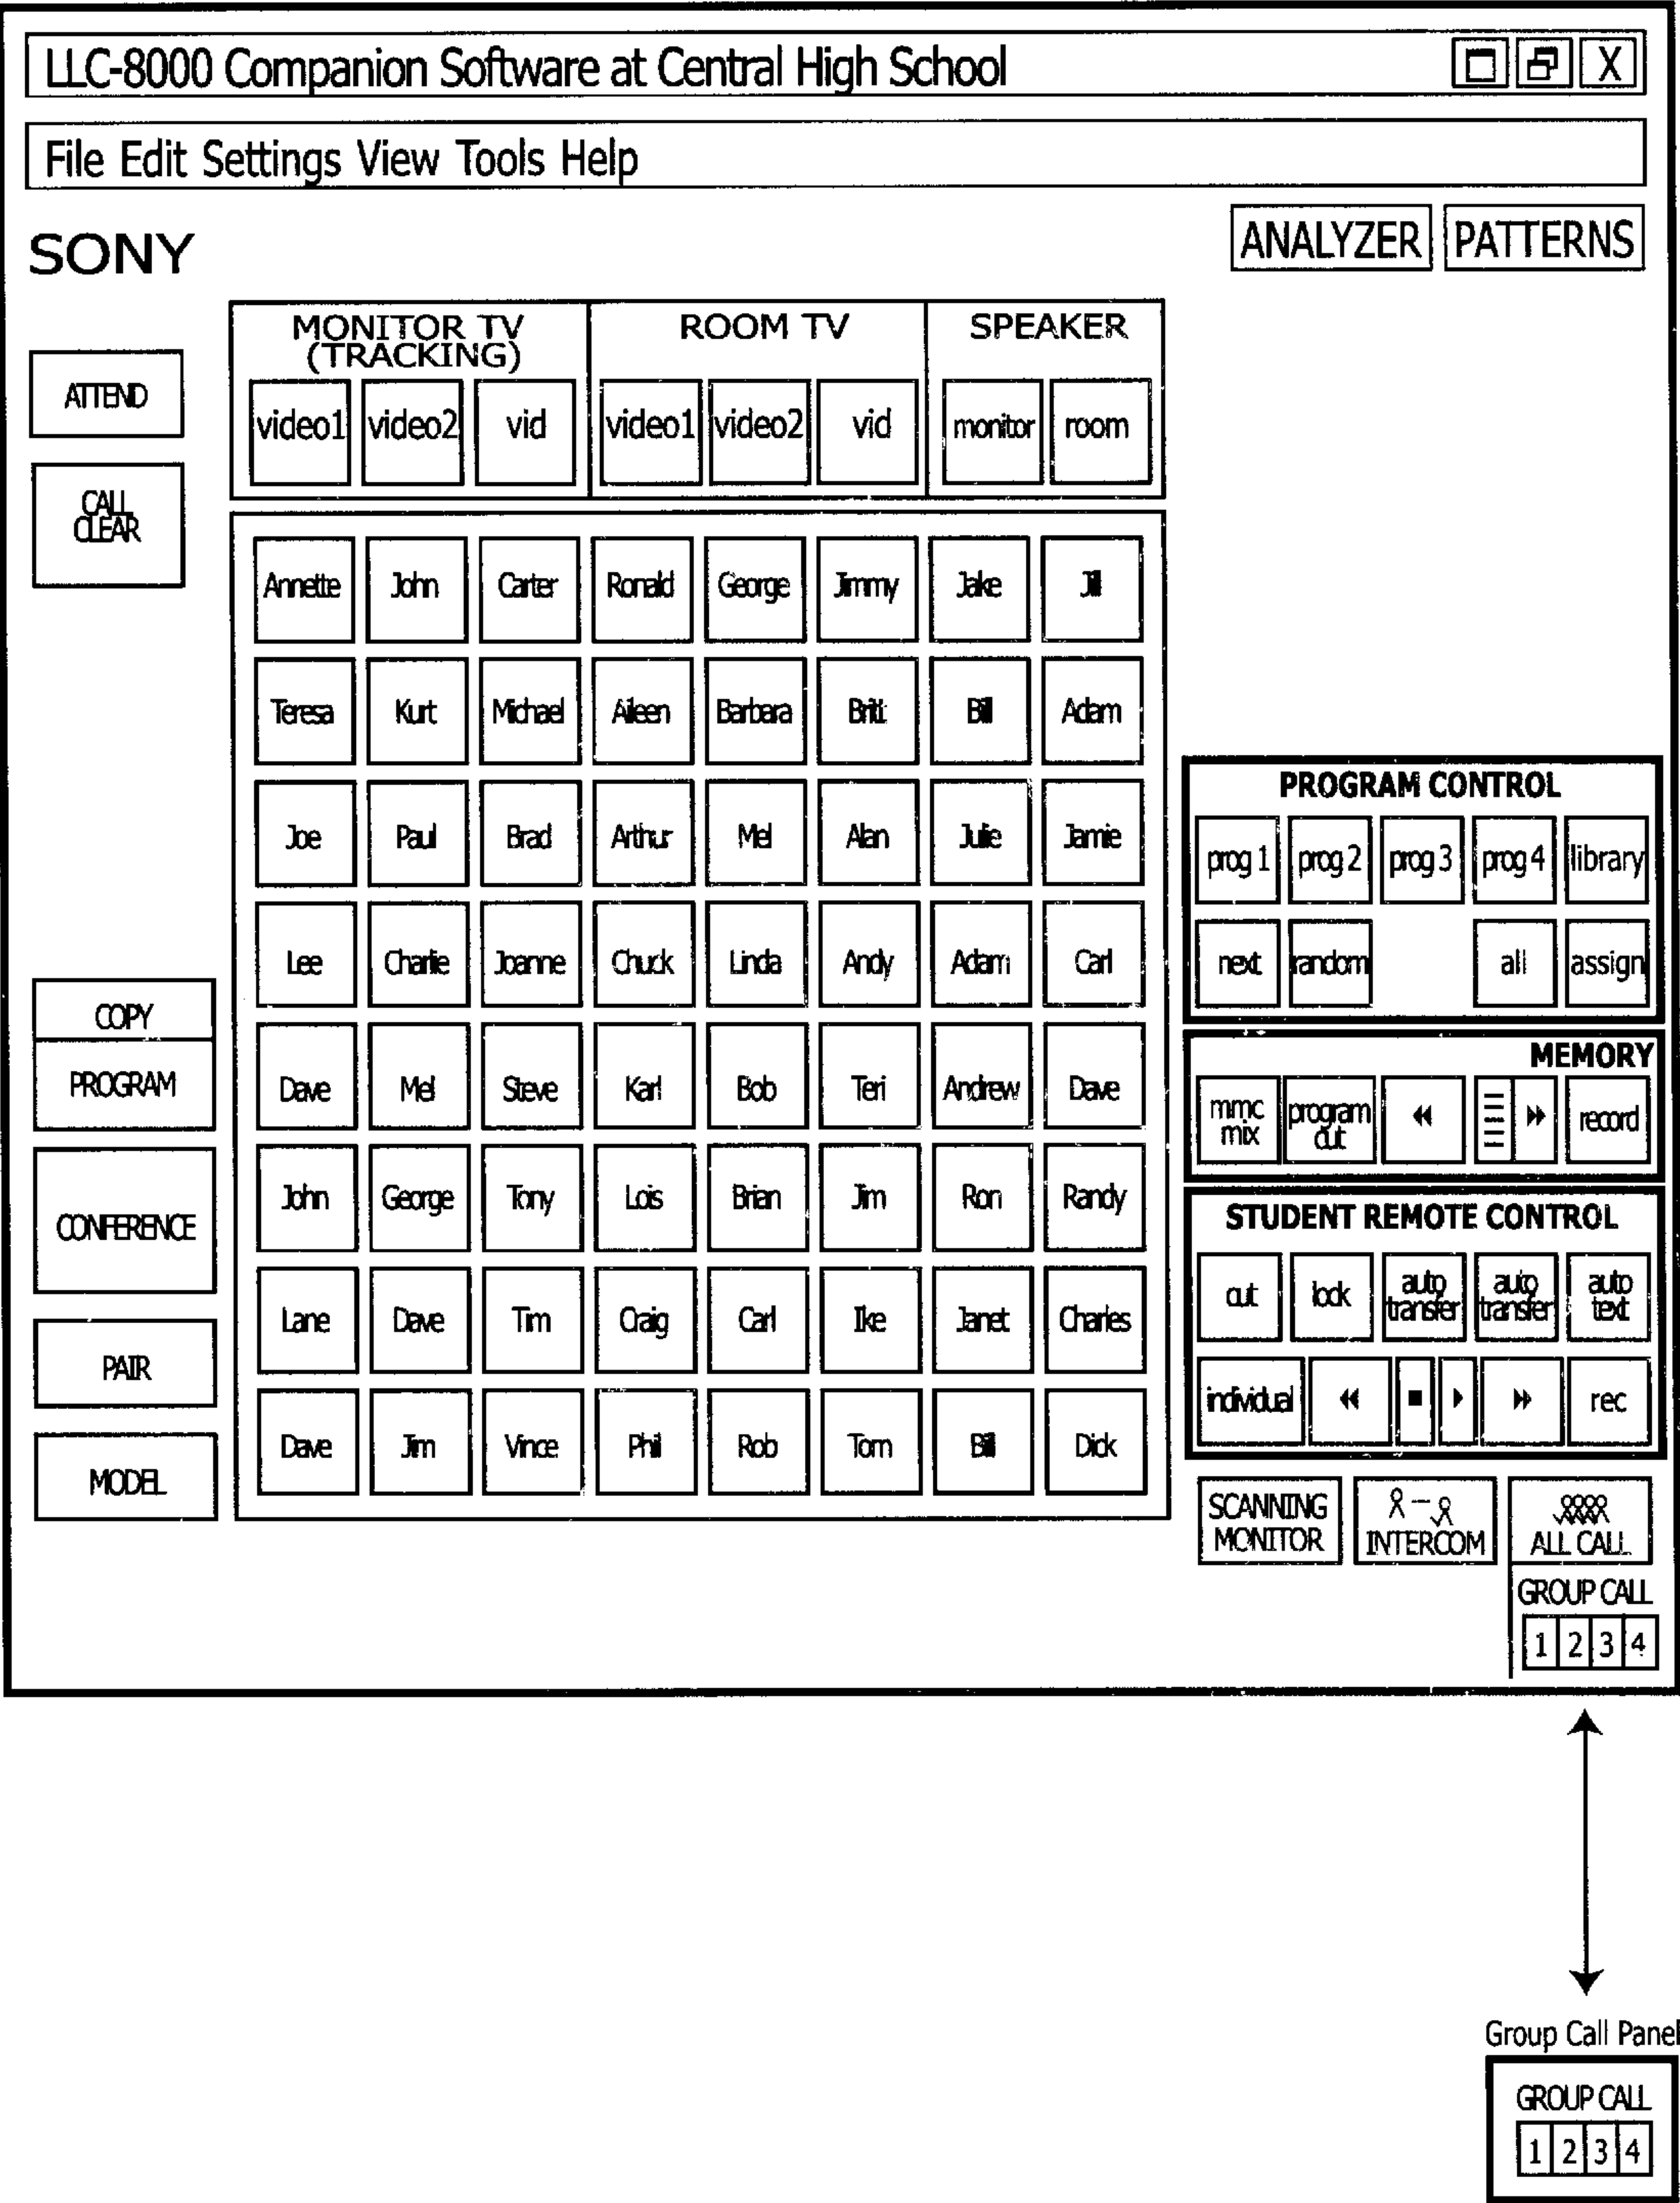 LLC-8000 Companion Software at Central High School X
File Edit Settings View Tools Help
SONY
ANALYZER PATTERNS
ATTEND
CALL
CLEAR
MONITOR TV
(TRACKING)
ROOM TV
SPEAKER
video1 video2 vid video1 video2 vid monitor room
Annette John Carter Ronald George Jimmy Jake Jill
Teresa Kurt Michael Aileen Barbara Britt Bill Adam
Joe Paul Brad Arthur Mel Alan Julie Jamie
Lee Charlie Joanne Chuck Linda Andy Adam Carl
Dave Mel Steve Karl Bob Teri Andrew Dave
John George Tony Lois Brian Jim Ron Randy
Lane Dave Tim Craig Carl Ike Janet Charles
Dave Jim Vince Phil Rob Tom Bill Dick
COPY
PROGRAM
CONFERENCE
PAIR
MODEL
PROGRAM CONTROL
prog 1 prog 2 prog 3 prog 4 library
next random all assign
MEMORY
mmc
mix
program
out
record
STUDENT REMOTE CONTROL
cut lock
auto
transfer
auto
transfer
auto
text
individual rec
SCANNING
MONITOR
INTERCOM
ALL CALL
GROUP CALL
1 2 3 4
Group Call Panel
GROUP CALL
1 2 3 4